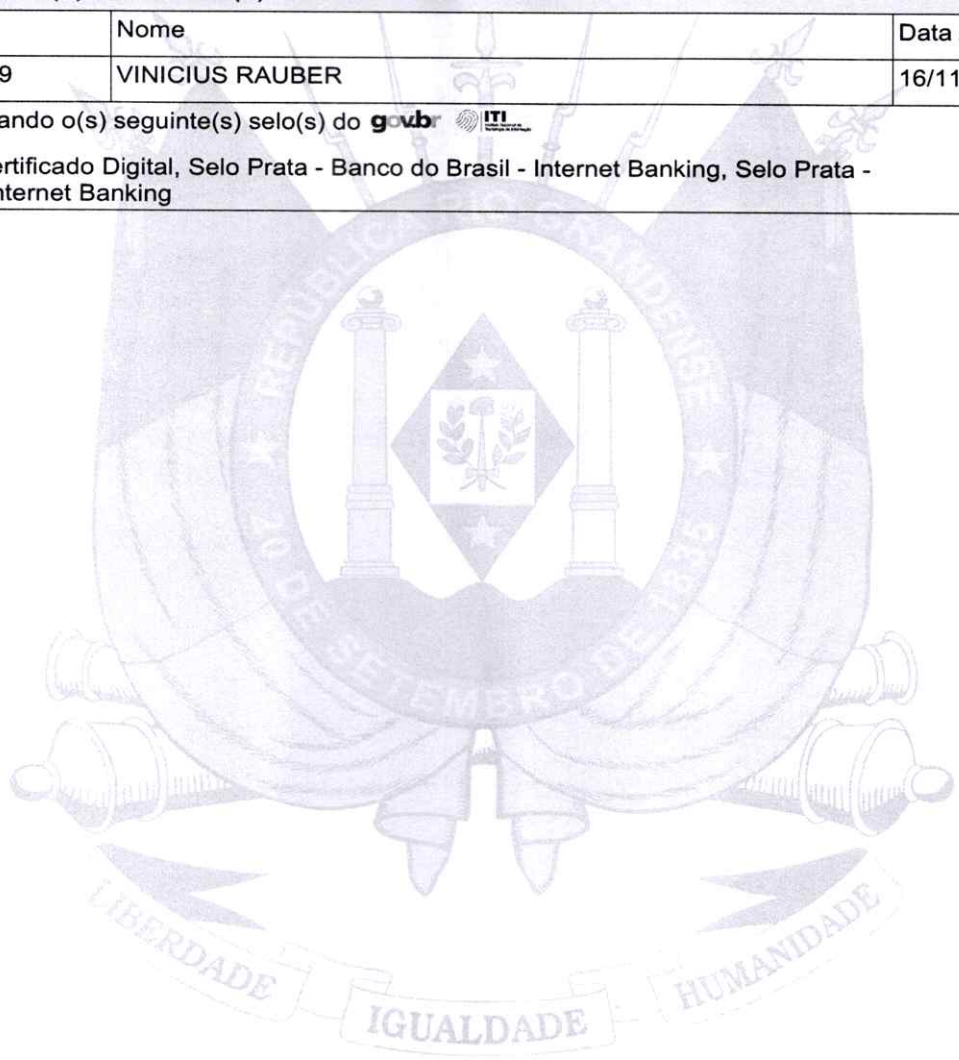 Nome Data
9 VINICIUS RAUBER 16/11
ando o(s) seguinte(s) selo(s) do gov.br ITI
ertificado Digital, Selo Prata - Banco do Brasil - Internet Banking, Selo Prata -
nternet Banking
REPÚBLICA RIO GRANDENSE
20 DE SETEMBRO DE 1835
LIBERDADE IGUALDADE HUMANIDADE